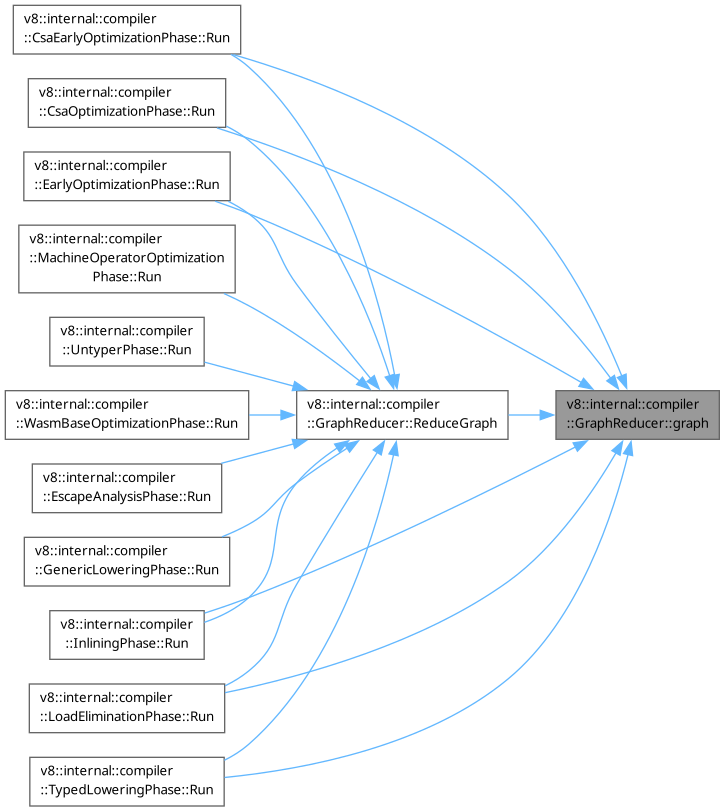 v8::internal::compiler
::CsaEarlyOptimizationPhase::Run
v8::internal::compiler
::CsaOptimizationPhase::Run
v8::internal::compiler
::EarlyOptimizationPhase::Run
v8::internal::compiler
::MachineOperatorOptimization
Phase::Run
v8::internal::compiler
::UntyperPhase::Run
v8::internal::compiler
::WasmBaseOptimizationPhase::Run
v8::internal::compiler
::GraphReducer::ReduceGraph
v8::internal::compiler
::GraphReducer::graph
v8::internal::compiler
::EscapeAnalysisPhase::Run
v8::internal::compiler
::GenericLoweringPhase::Run
v8::internal::compiler
::InliningPhase::Run
v8::internal::compiler
::LoadEliminationPhase::Run
v8::internal::compiler
::TypedLoweringPhase::Run